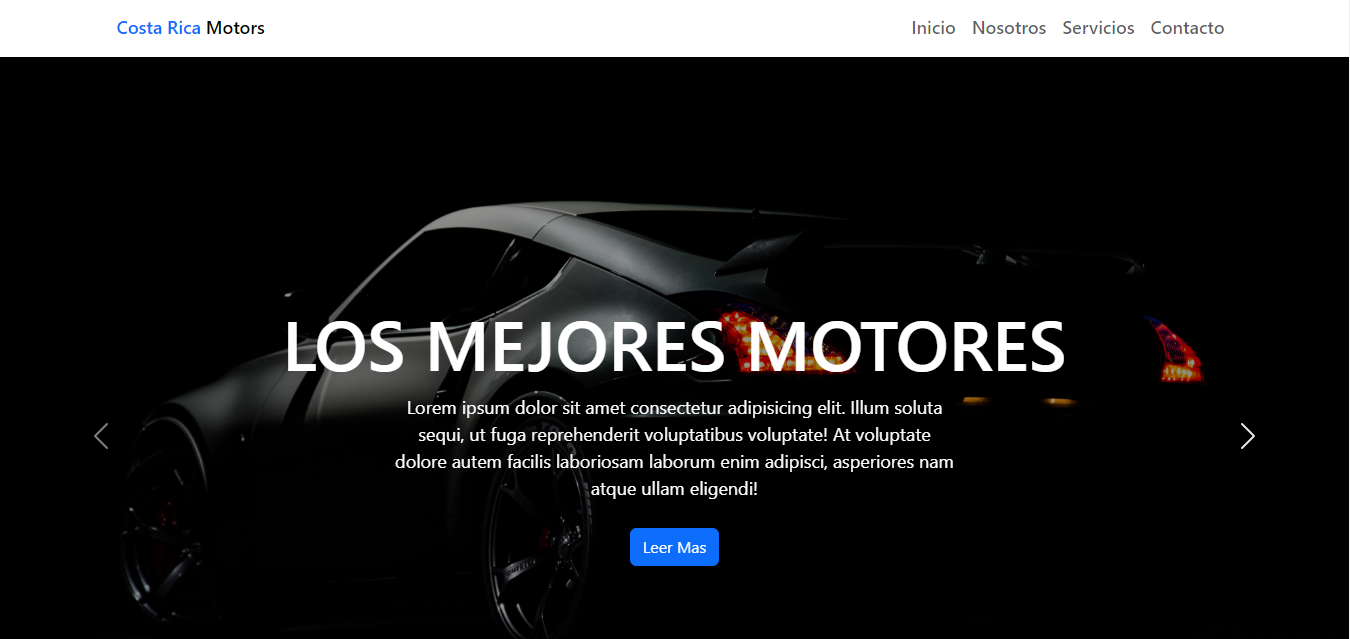 Costa Rica Motors
Inicio Nosotros Servicios Contacto
LOS MEJORES MOTORES
Lorem ipsum dolor sit amet consectetur adipisicing elit. Illum soluta
sequi, ut fuga reprehenderit voluptatibus voluptate! At voluptate
dolore autem facilis laboriosam laborum enim adipisci, asperiores nam
atque ullam eligendi!
Leer Mas